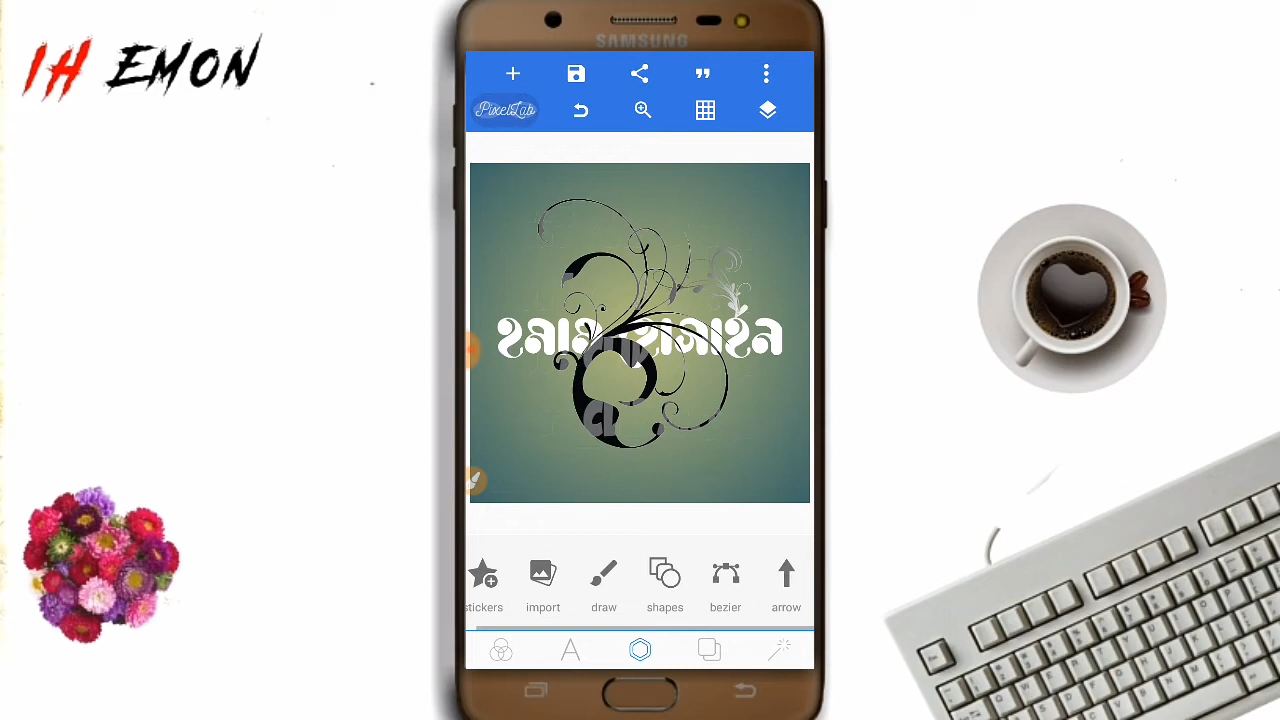 IH EMON
SAMSUNG
PixelLab
stickers
import
draw
shapes
bezier
arrow